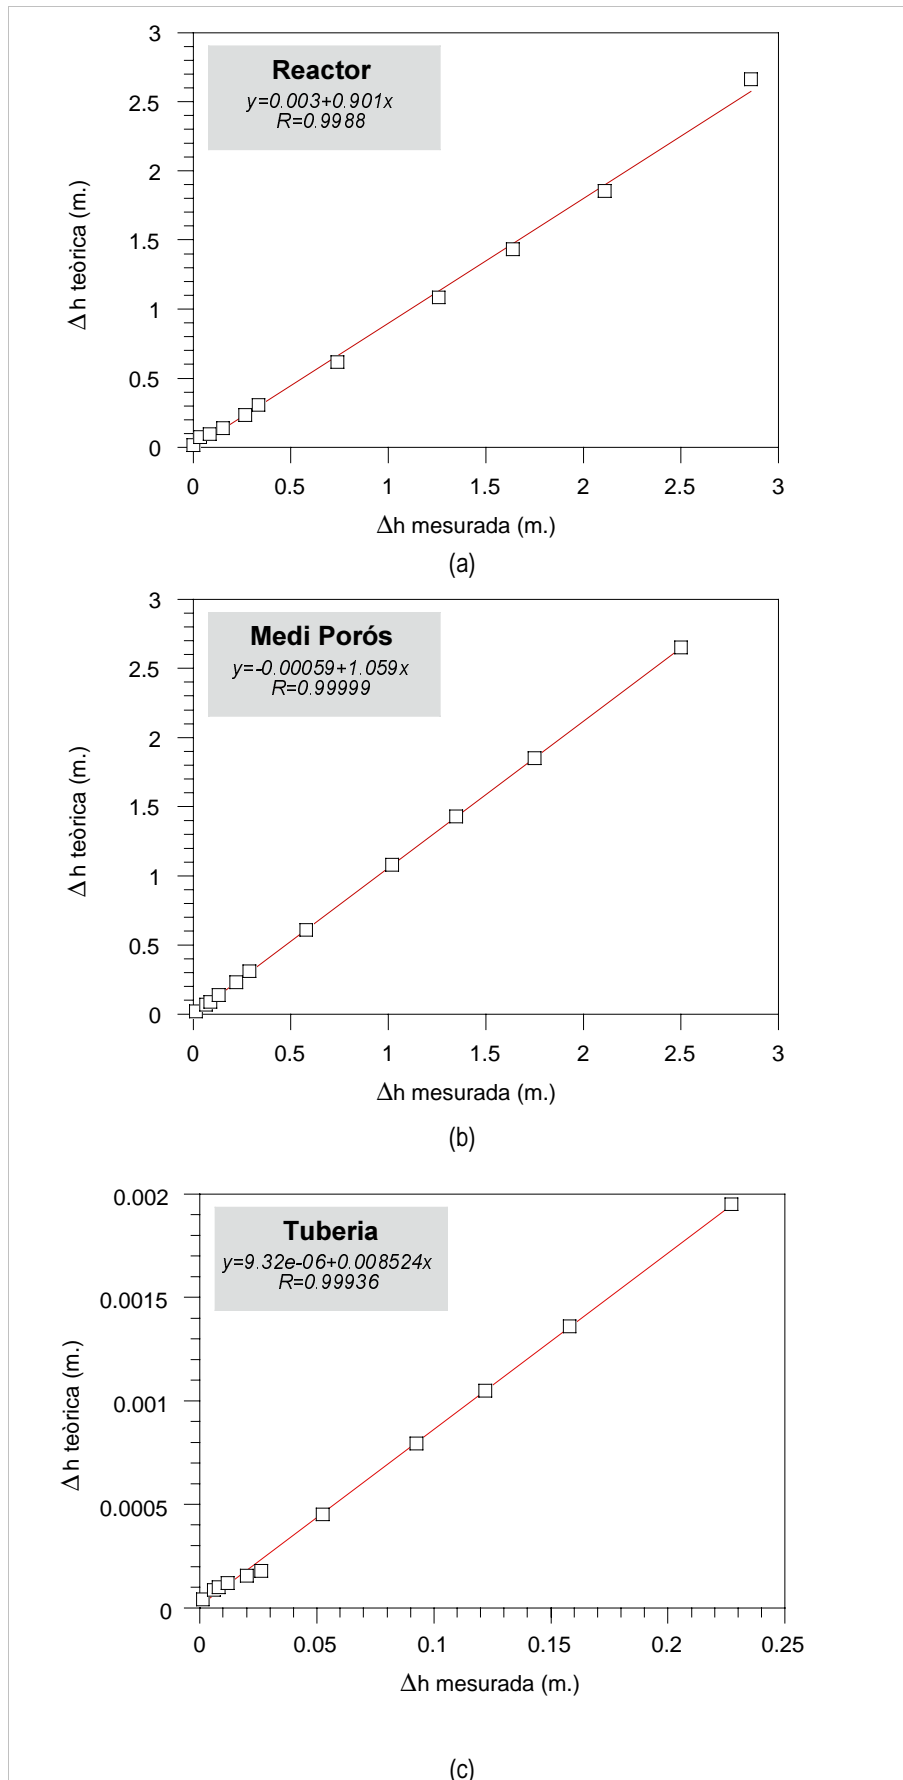 Reactor
y=0.003+0.901x
R=0.9988
3
2.5
2
1.5
1
0.5
0
Δh teòrica (m.)
0 0.5 1 1.5 2 2.5 3
Δh mesurada (m.)
(a)
Medi Porós
y=-0.00059+1.059x
R=0.99999
3
2.5
2
1.5
1
0.5
0
Δh teòrica (m.)
0 0.5 1 1.5 2 2.5 3
Δh mesurada (m.)
(b)
Tuberia
y=9.32e-06+0.008524x
R=0.99936
0.002
0.0015
0.001
0.0005
0
Δh teòrica (m.)
0 0.05 0.1 0.15 0.2 0.25
Δh mesurada (m.)
(c)